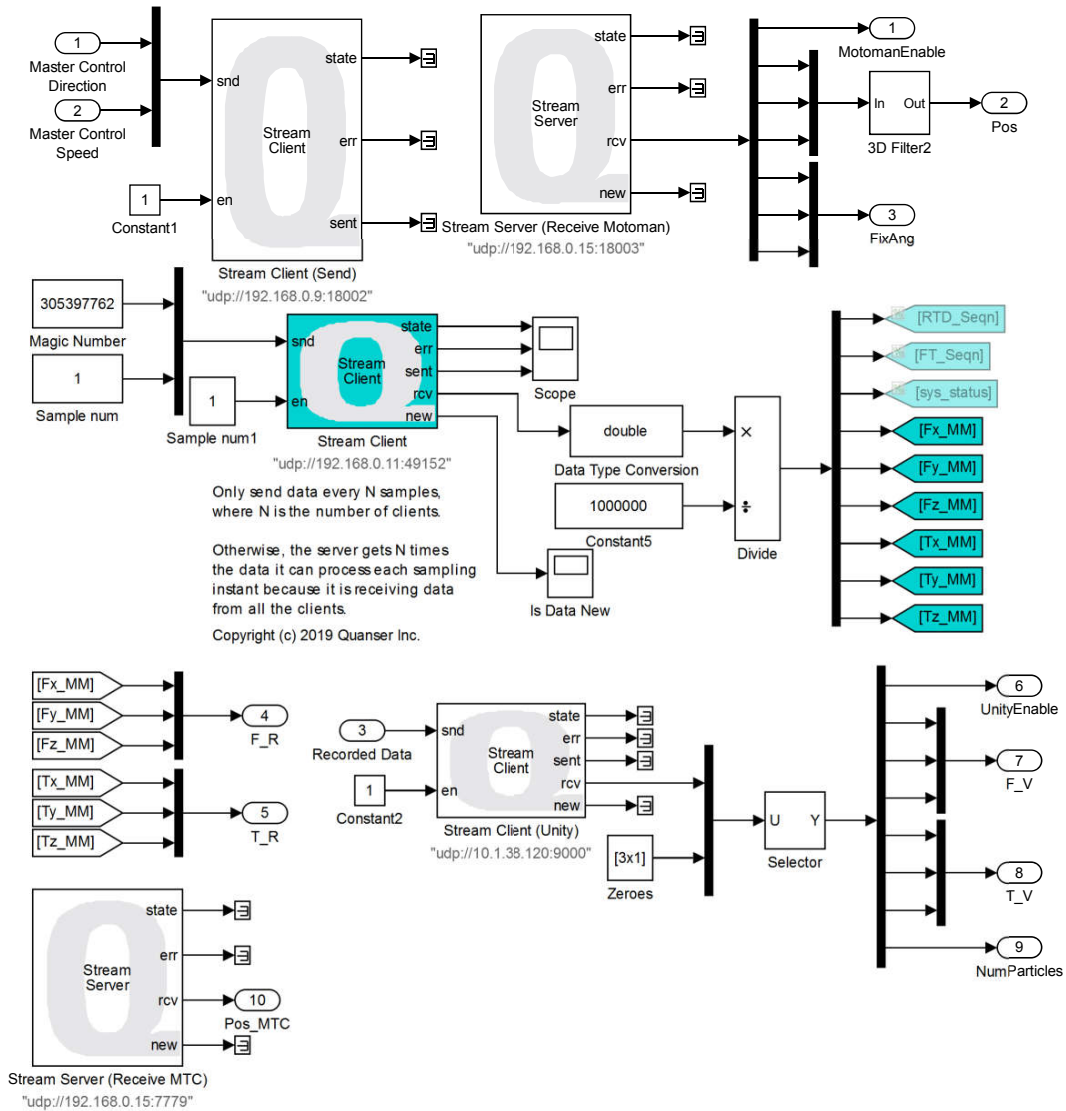 1
Master Control
Direction
2
Master Control
Speed
1
Constant1
snd
en
Stream
Client
state
err
sent
Stream Client (Send)
"udp://192.168.0.9:18002"
Stream
Server
state
err
rcv
new
Stream Server (Receive Motoman)
"udp://192.168.0.15:18003"
1
MotomanEnable
In Out
3D Filter2
2
Pos
3
FixAng
305397762
Magic Number
1
Sample num
1
Sample num1
snd
en
Stream
Client
state
err
sent
rcv
new
Stream Client
"udp://192.168.0.11:49152"
Scope
double
Data Type Conversion
1000000
Constant5
×
÷
Divide
Is Data New
[RTD_Seqn]
[FT_Seqn]
[sys_status]
[Fx_MM]
[Fy_MM]
[Fz_MM]
[Tx_MM]
[Ty_MM]
[Tz_MM]
Only send data every N samples,
where N is the number of clients.
Otherwise, the server gets N times
the data it can process each sampling
instant because it is receiving data
from all the clients.
Copyright (c) 2019 Quanser Inc.
[Fx_MM]
[Fy_MM]
[Fz_MM]
4
F_R
[Tx_MM]
[Ty_MM]
[Tz_MM]
5
T_R
3
Recorded Data
1
Constant2
snd
en
Stream
Client
state
err
sent
rcv
new
Stream Client (Unity)
"udp://10.1.38.120:9000"
[3x1]
Zeroes
U Y
Selector
6
UnityEnable
7
F_V
8
T_V
9
NumParticles
Stream
Server
state
err
rcv
new
10
Pos_MTC
Stream Server (Receive MTC)
"udp://192.168.0.15:7779"